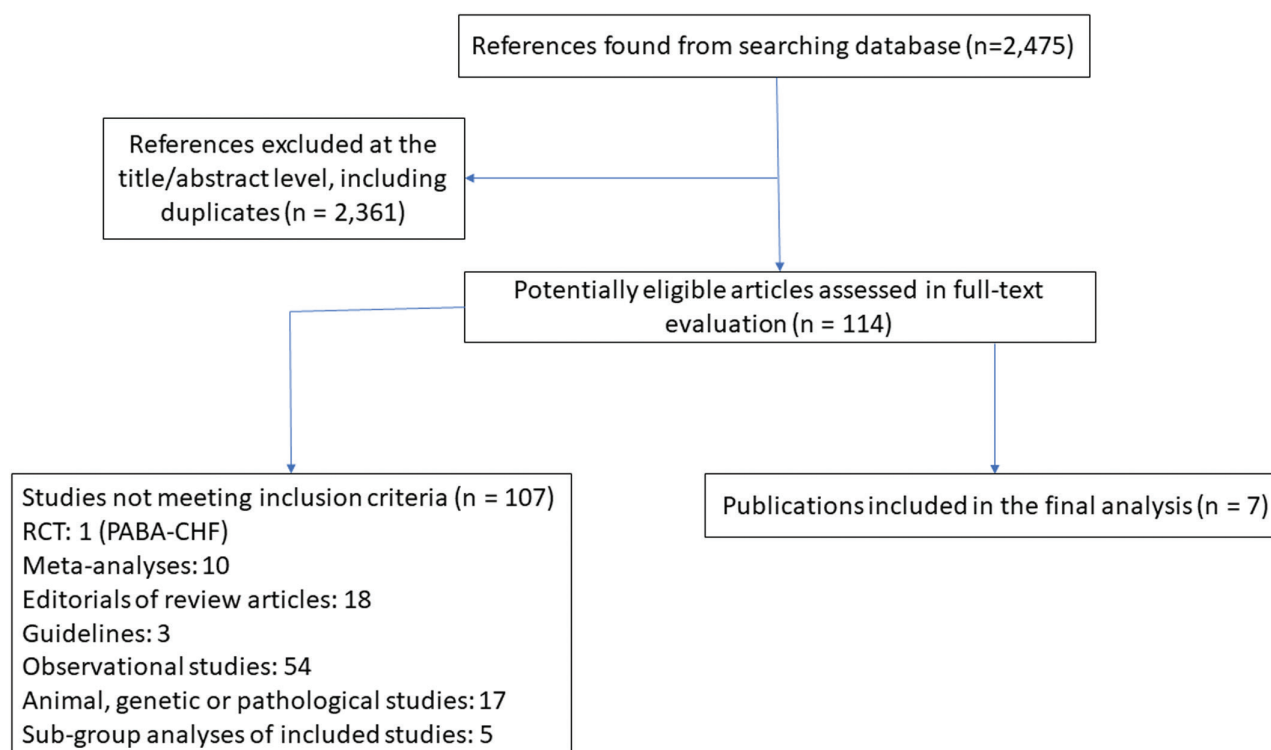 References found from searching database (n=2,475)
References excluded at the
title/abstract level, including
duplicates (n = 2,361)
Potentially eligible articles assessed in full-text
evaluation (n = 114)
Studies not meeting inclusion criteria (n = 107)
RCT: 1 (PABA-CHF)
Meta-analyses: 10
Editorials of review articles: 18
Guidelines: 3
Observational studies: 54
Animal, genetic or pathological studies: 17
Sub-group analyses of included studies: 5
Publications included in the final analysis (n = 7)